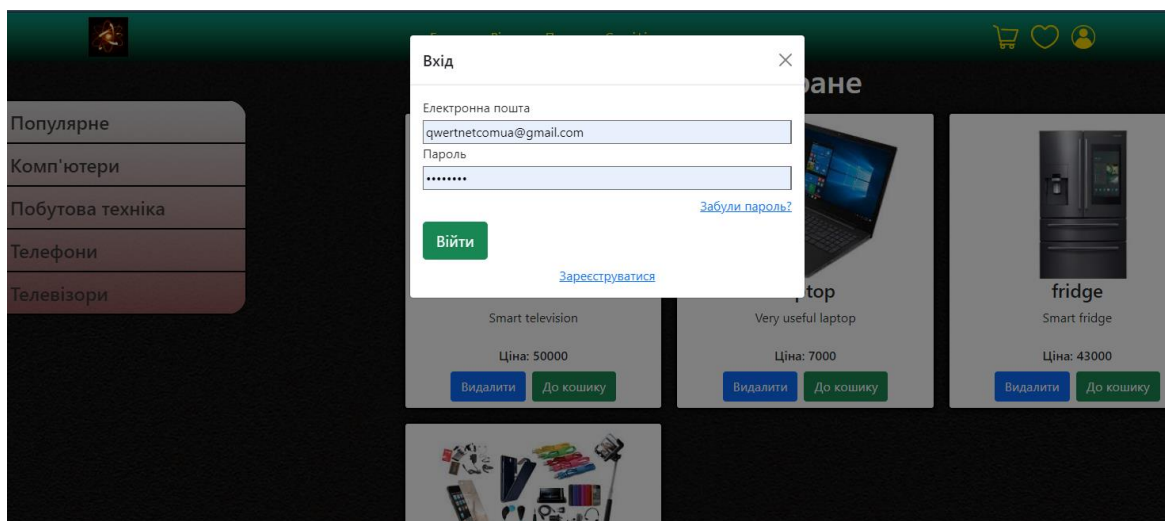 Вхід
Електронна пошта
qwertnetcomua@gmail.com
Пароль
••••••••
Забули пароль?
Війти
Зареєструватися
Популярне
Комп'ютери
Побутова техніка
Телефони
Телевізори
Smart television
Ціна: 50000
Видалити До кошику
Very useful laptop
Ціна: 7000
Видалити До кошику
fridge
Smart fridge
Ціна: 43000
Видалити До кошику